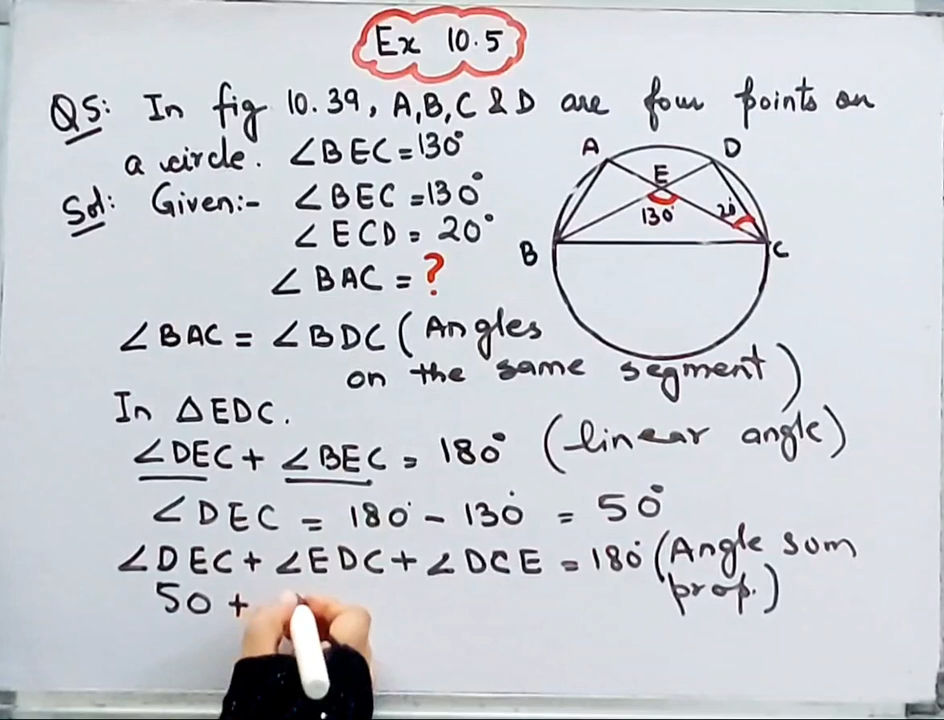 Ex 10.5
Q5: In fig 10.39, A,B,C & D are four points on
a circle. ∠BEC = 130°
Sol: Given:- ∠BEC = 130°
∠ECD = 20°
∠BAC = ?
A
D
E
130°
20°
B
C
∠BAC = ∠BDC (Angles
on the same segment)
In △EDC.
∠DEC + ∠BEC = 180° (linear angle)
∠DEC = 180° - 130° = 50°
∠DEC + ∠EDC + ∠DCE = 180° (Angle sum
prop.)
50 +